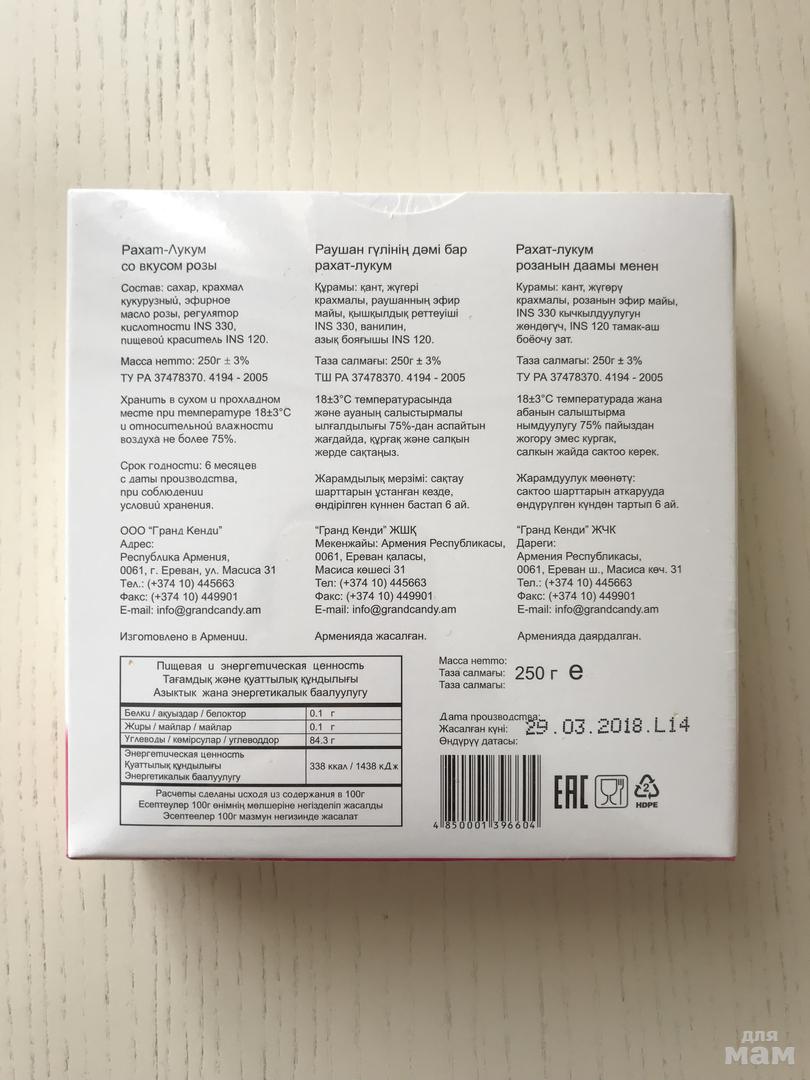 Рахат-Лукум
со вкусом розы
Состав: сахар, крахмал
кукурузный, эфирное
масло розы, регулятор
кислотности INS 330,
пищевой краситель INS 120.
Масса нетто: 250г ± 3%
ТУ РА 37478370. 4194 - 2005
Хранить в сухом и прохладном
месте при температуре 18±3°С
и относительной влажности
воздуха не более 75%.
Срок годности: 6 месяцев
с даты производства,
при соблюдении
условий хранения.
ООО "Гранд Кенди"
Адрес:
Республика Армения,
0061, г. Ереван, ул. Масиса 31
Тел.: (+374 10) 445663
Факс: (+374 10) 449901
E-mail: info@grandcandy.am
Изготовлено в Армении.
Раушан гүлінің дәмі бар
рахат-лукум
Құрамы: қант, жүгері
крахмалы, раушанның эфир
майы, қышқылдық реттеуіші
INS 330, ванилин,
азық бояғышы INS 120.
Таза салмағы: 250г ± 3%
ТШ РА 37478370. 4194 - 2005
18±3°С температурасында
және ауаның салыстырмалы
ылғалдылығы 75%-дан аспайтын
жағдайда, құрғақ және салқын
жерде сақтаңыз.
Жарамдылық мерзімі: сақтау
шарттарын ұстанған кезде,
өндірілген күннен бастап 6 ай.
"Гранд Кенди" ЖШҚ
Мекенжайы: Армения Республикасы,
0061, Ереван қаласы,
Масиса көшесі 31
Тел: (+374 10) 445663
Факс: (+374 10) 449901
E-mail: info@grandcandy.am
Арменияда жасалған.
Рахат-лукум
розанын даамы менен
Курамы: кант, жүгөрү
крахмалы, розанын эфир майы,
INS 330 кычкылдуулугун
жөндөгүч, INS 120 тамак-аш
боёочу зат.
Таза салмагы: 250г ± 3%
ТУ РА 37478370. 4194 - 2005
18±3°С температурада жана
абанын салыштырма
нымдуулугу 75% пайыздан
жогору эмес кургак,
салкын жайда сактоо керек.
Жарамдуулук мөөнөтү:
сактоо шарттарын аткарууда
өндүрүлгөн күндөн тартып 6 ай.
"Гранд Кенди" ЖЧК
Дареги:
Армения Республикасы,
0061, Ереван ш., Масиса көч. 31
Тел.: (+374 10) 445663
Факс: (+374 10) 449901
E-mail: info@grandcandy.am
Арменияда даярдалган.
Пищевая и энергетическая ценность
Тағамдық және қуаттылық құндылығы
Азыктык жана энергетикалык баалуулугу
Белки / ақуыздар / белоктор 0.1 г
Жиры / майлар / майлар 0.1 г
Углеводы / көмірсулар / углеводдор 84.3 г
Энергетическая ценность
Қуаттылық құндылығы 338 ккал / 1438 кДж
Энергетикалык баалуулугу
Расчеты сделаны исходя из содержания в 100г
Есептеулер 100г өнімнің мөлшеріне негізделіп жасалды
Эсептөөлер 100г мазмун негизинде жасалат
Масса нетто:
Таза салмағы: 250 г e
Таза салмагы:
Дата производства:
Жасалған күні: 29.03.2018.L14
Өндүрүү датасы:
4 850001 396604
EAC
2
HDPE
для
мам